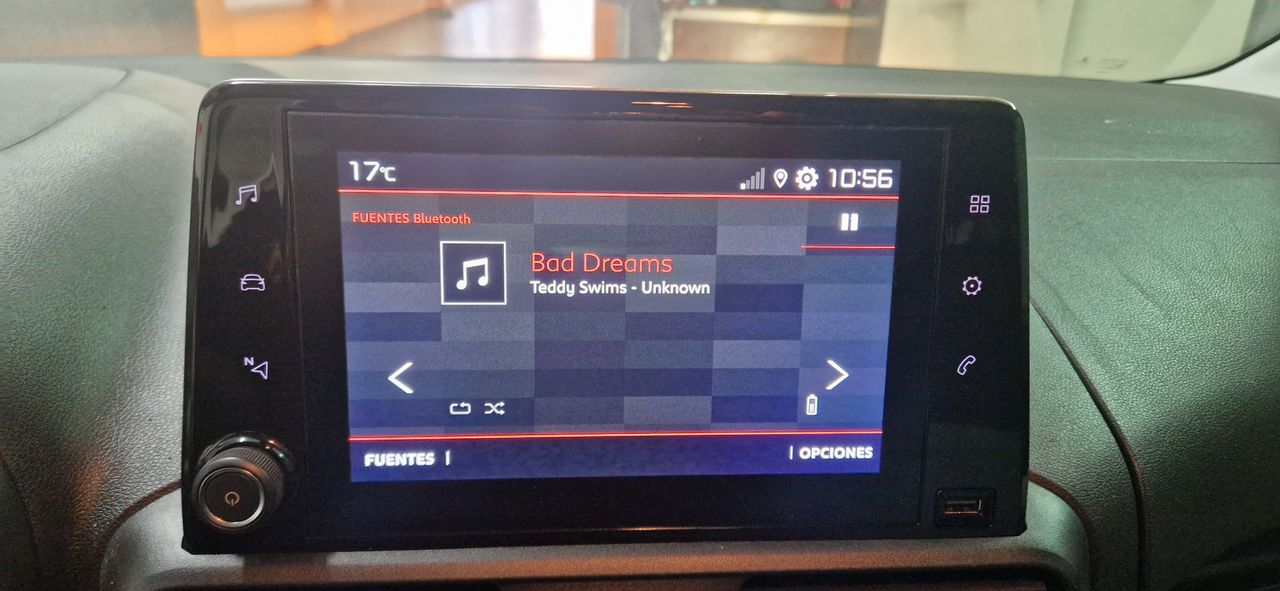 17°C
10:56
FUENTES Bluetooth
Bad Dreams
Teddy Swims - Unknown
N
FUENTES
OPCIONES